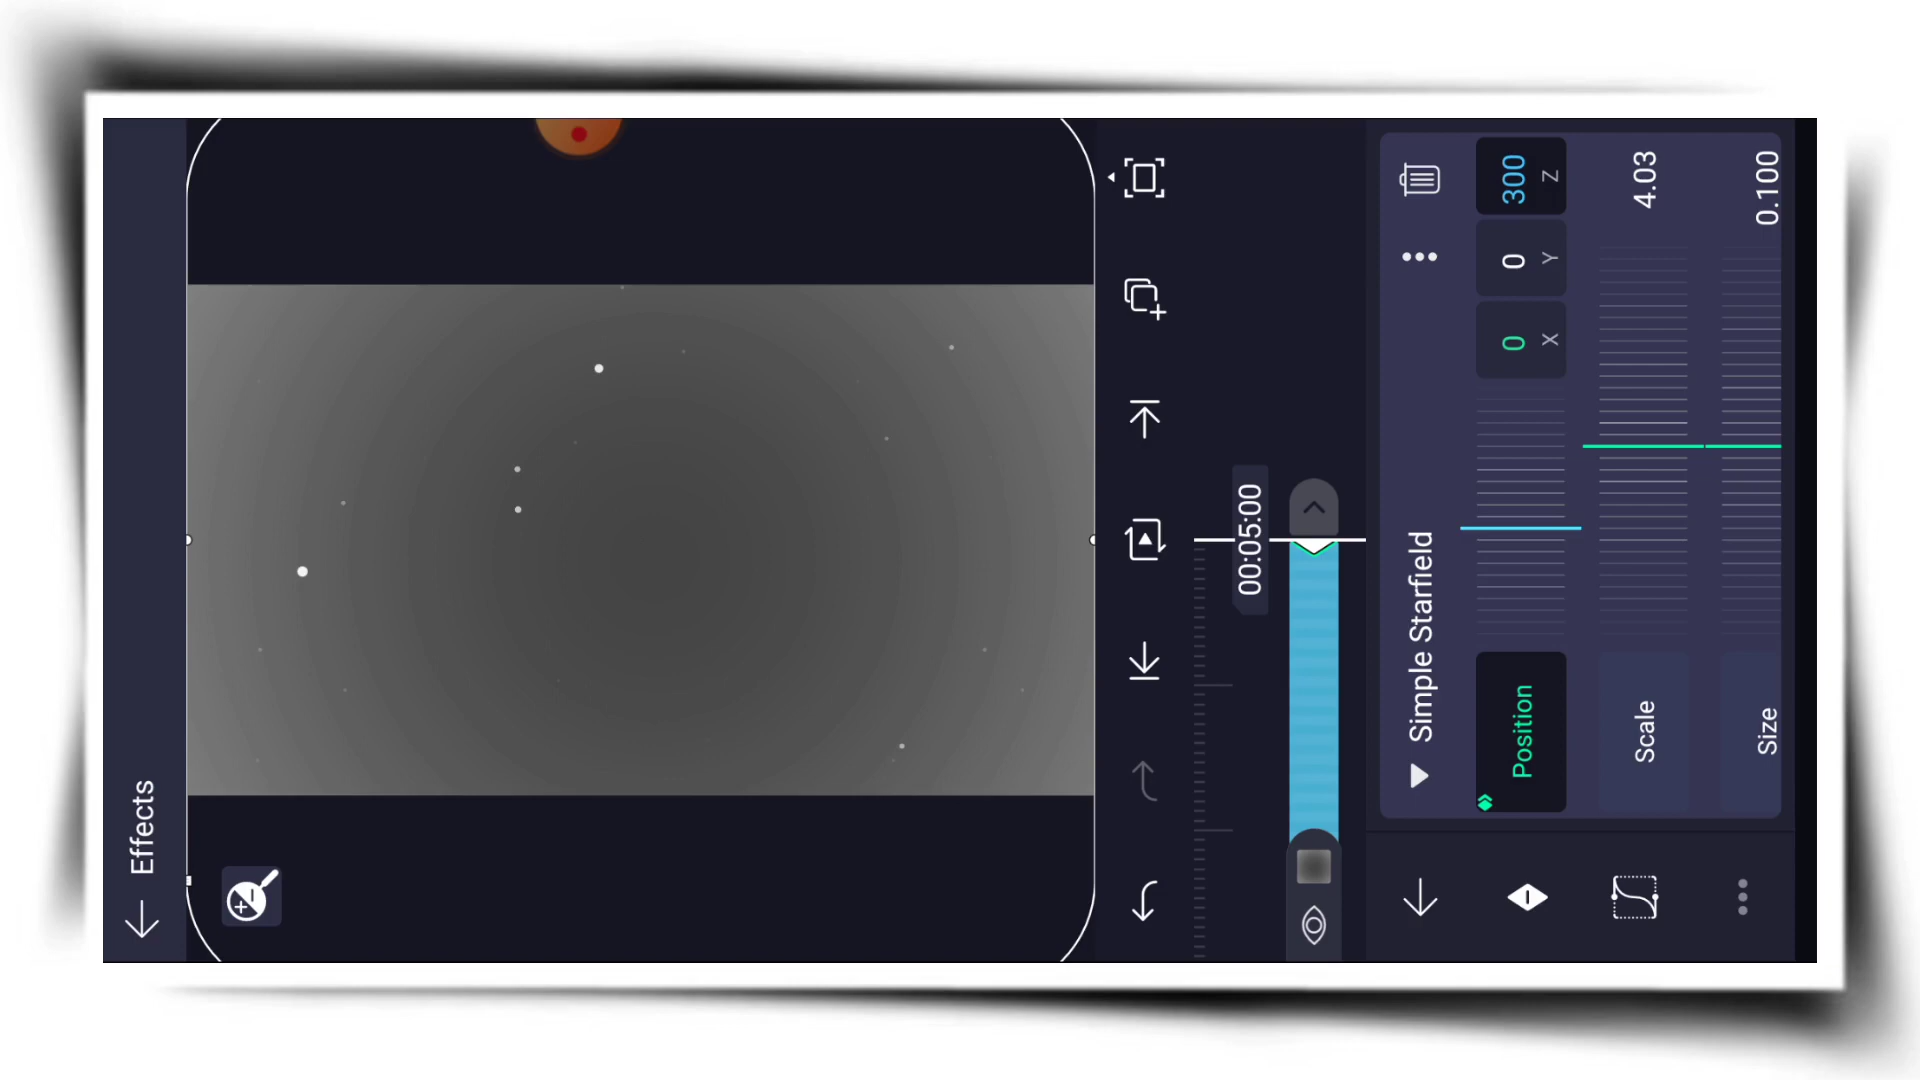 Effects
00:05:00
Simple Starfield
Position
0
X
0
Y
300
Z
Scale
4.03
Size
0.100